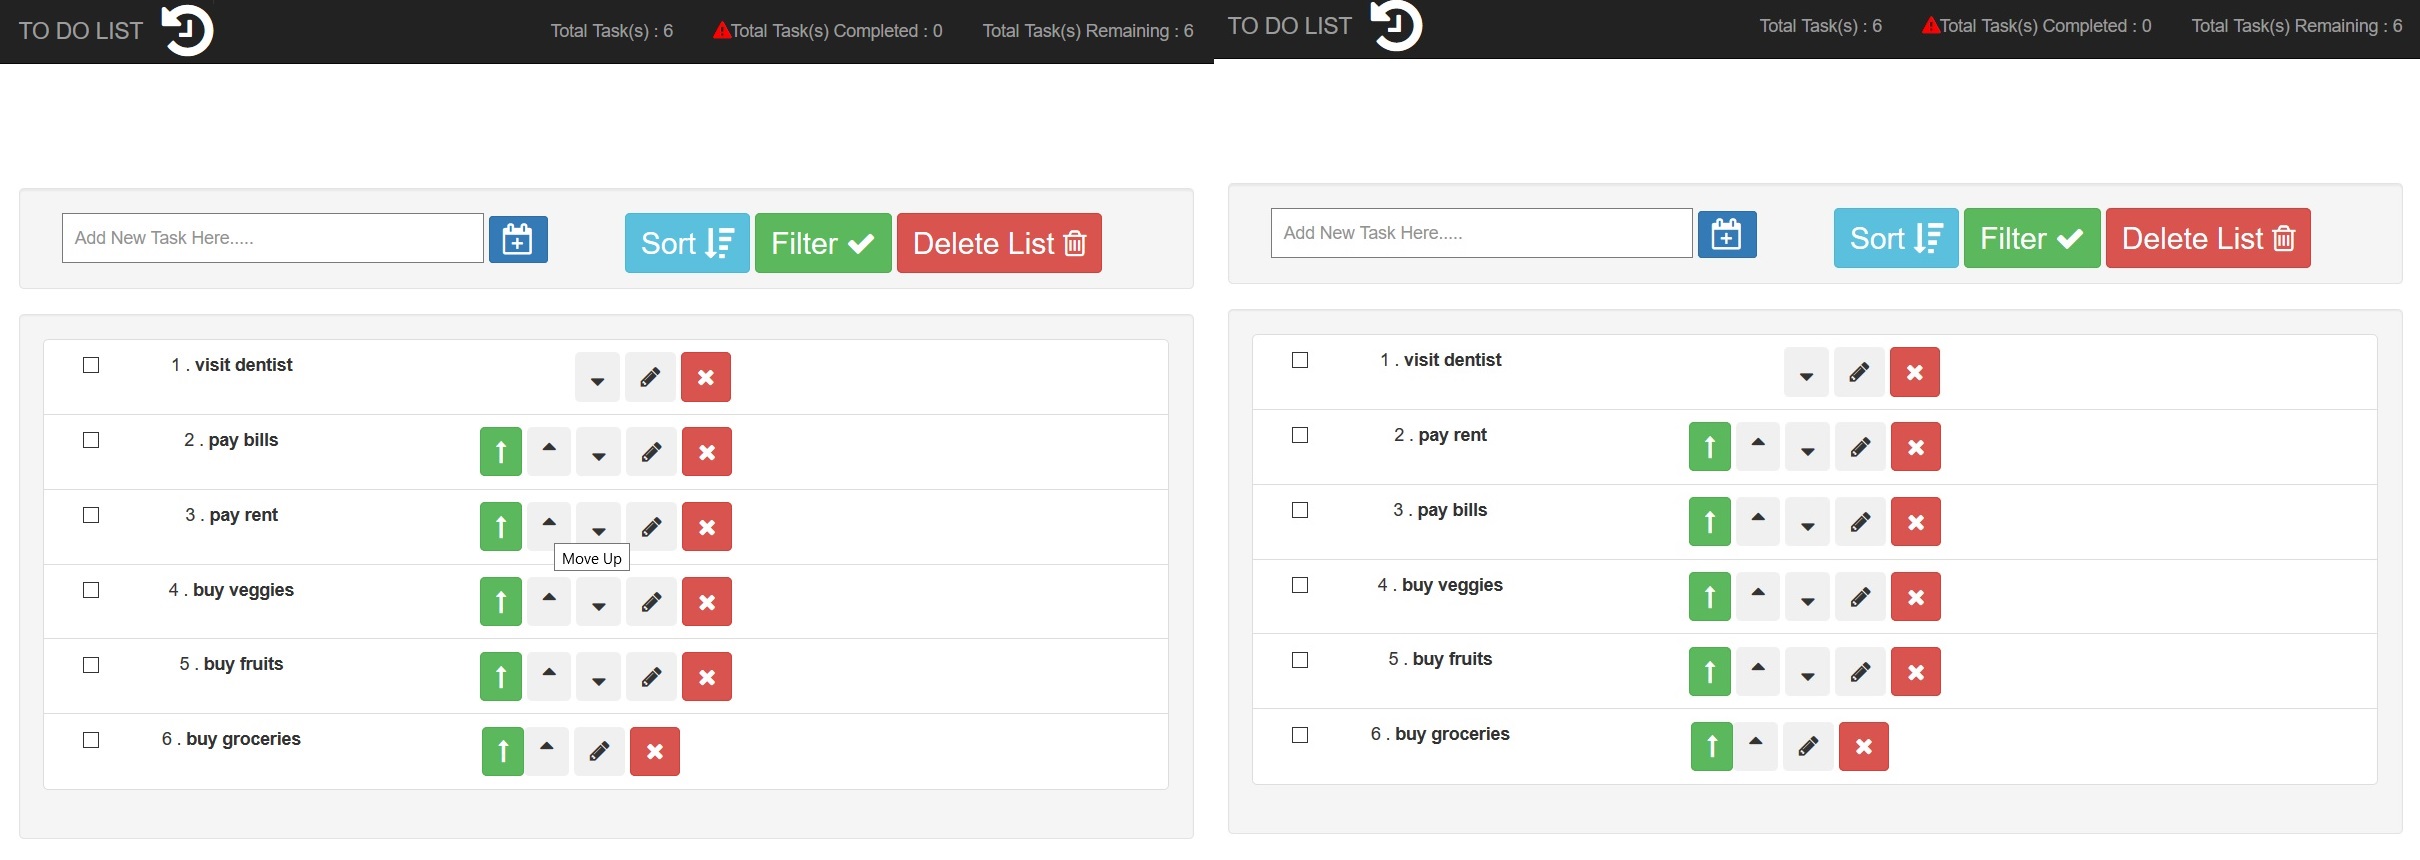 TO DO LIST Total Task(s) : 6 Total Task(s) Completed : 0 Total Task(s) Remaining : 6
Add New Task Here..... Sort Filter Delete List
1 . visit dentist
2 . pay bills
3 . pay rent
Move Up
4 . buy veggies
5 . buy fruits
6 . buy groceries
TO DO LIST Total Task(s) : 6 Total Task(s) Completed : 0 Total Task(s) Remaining : 6
Add New Task Here..... Sort Filter Delete List
1 . visit dentist
2 . pay rent
3 . pay bills
4 . buy veggies
5 . buy fruits
6 . buy groceries